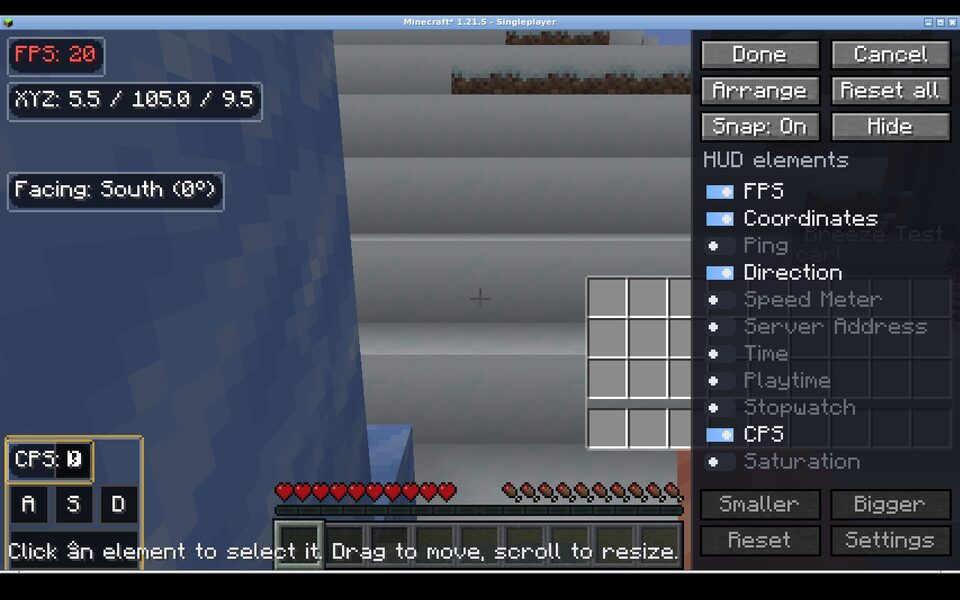 Minecraft* 1.21.5 - Singleplayer
FPS: 20
XYZ: 5.5 / 105.0 / 9.5
Facing: South (0°)
Done
Cancel
Arrange
Reset all
Snap: On
Hide
HUD elements
FPS
Coordinates
Breeze Test
Ping
Direction
Speed Meter
Server Address
Time
Playtime
Stopwatch
CPS
Saturation
CPS: 0
A S D
Smaller
Bigger
Reset
Settings
Click an element to select it. Drag to move, scroll to resize.